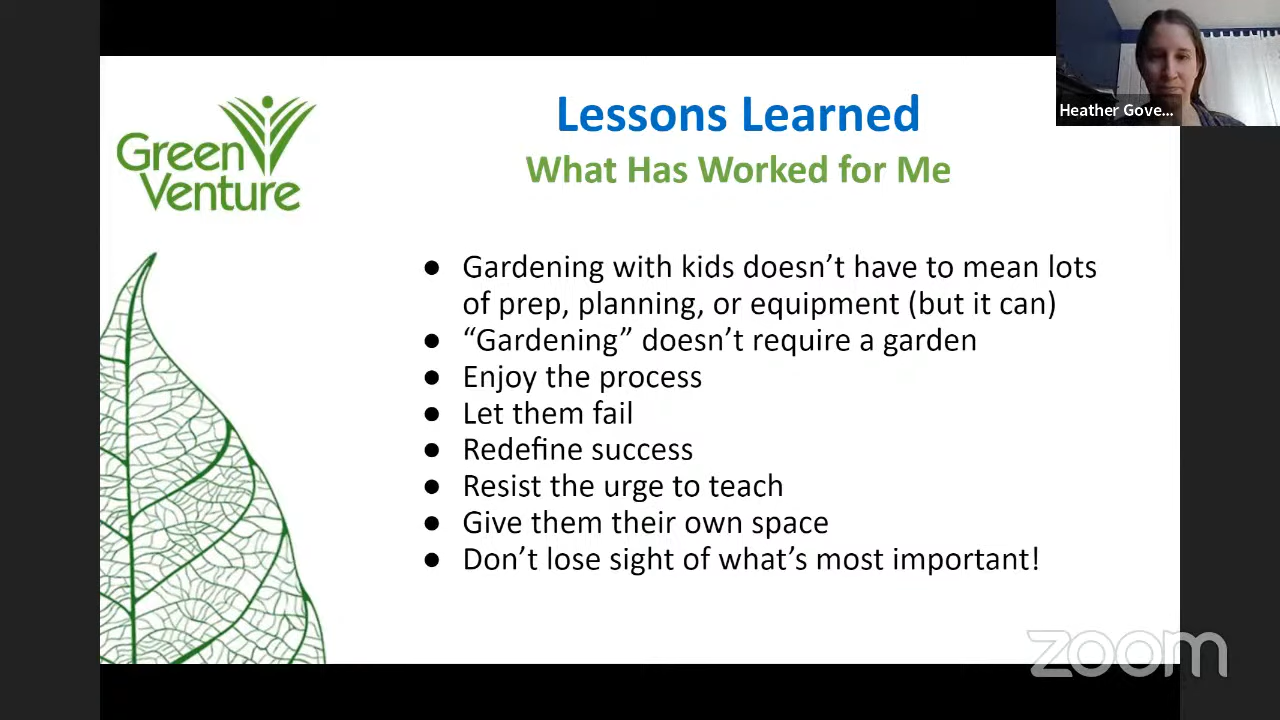 Green
Venture
Lessons Learned
What Has Worked for Me
Heather Gove...
● Gardening with kids doesn’t have to mean lots
of prep, planning, or equipment (but it can)
● “Gardening” doesn’t require a garden
● Enjoy the process
● Let them fail
● Redefine success
● Resist the urge to teach
● Give them their own space
● Don’t lose sight of what’s most important!
zoom